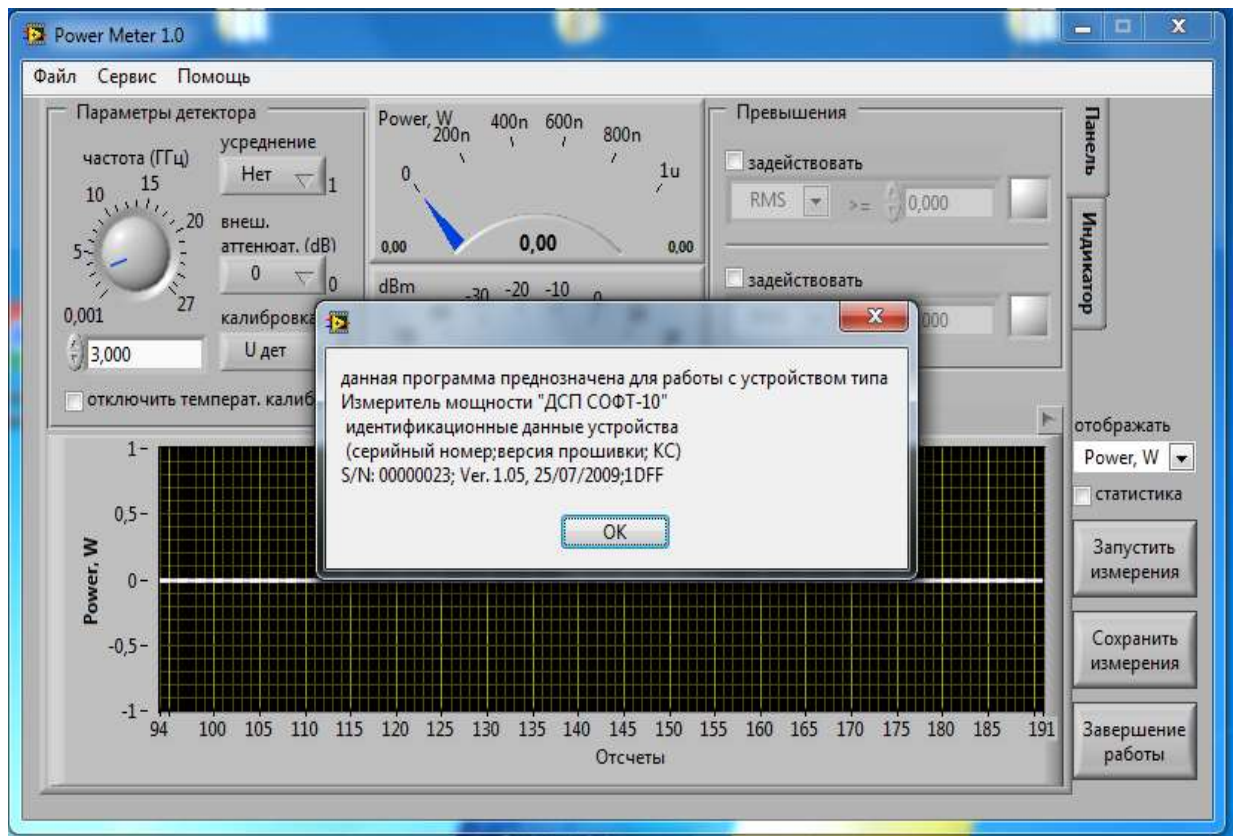 Power Meter 1.0
Файл Сервис Помощь
Параметры детектора
частота (ГГц)
5
10
15
20
0,001
27
3,000
усреднение
Нет
1
внеш.
аттенюат. (dB)
0
0
калибровка
U дет
отключить температ. калиб
Power, W
0
200n
400n
600n
800n
1u
0,00
0,00
0,00
dBm
-30
-20
-10
0
Превышения
задействовать
RMS >= 0,000
задействовать
000
Панель
Индикатор
данная программа преднозначена для работы с устройством типа
Измеритель мощности "ДСП СОФТ-10"
идентификационные данные устройства
(серийный номер;версия прошивки; КС)
S/N: 00000023; Ver. 1.05, 25/07/2009;1DFF
OK
отображать
Power, W
статистика
Запустить
измерения
Сохранить
измерения
Завершение
работы
Power, W
1
0,5
0
-0,5
-1
94 100 105 110 115 120 125 130 135 140 145 150 155 160 165 170 175 180 185 191
Отсчеты